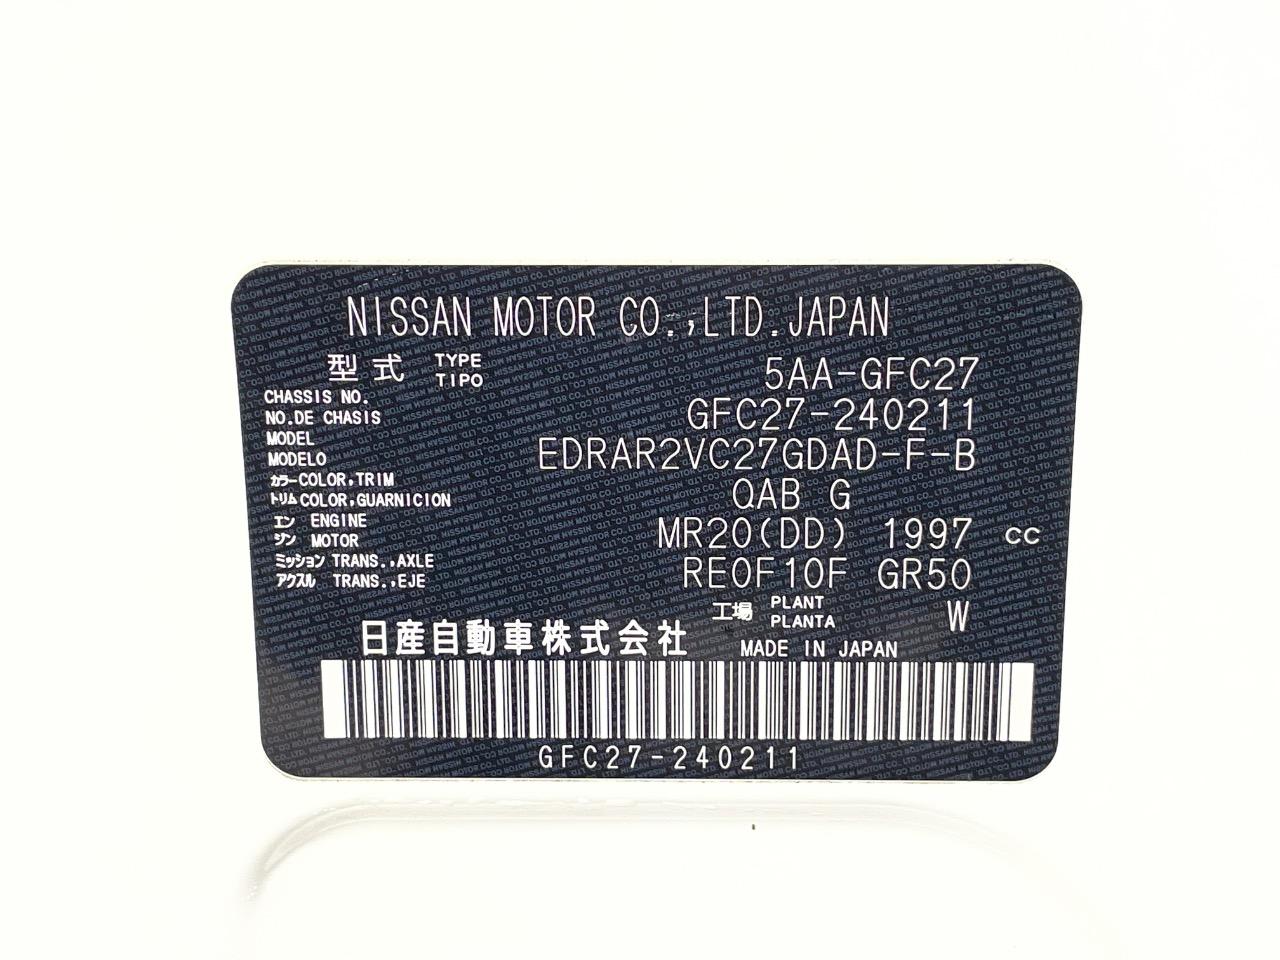 NISSAN MOTOR CO.,LTD.JAPAN
型式 TYPE TIPO 5AA-GFC27
CHASSIS NO.
NO.DE CHASIS GFC27-240211
MODEL
MODELO EDRAR2VC27GDAD-F-B
カラー COLOR,TRIM
トリム COLOR,GUARNICION QAB G
エン ENGINE
ジン MOTOR MR20(DD) 1997 cc
ミッション TRANS.,AXLE
アクスル TRANS.,EJE RE0F10F GR50
工場 PLANT PLANTA W
日産自動車株式会社 MADE IN JAPAN
GFC27-240211